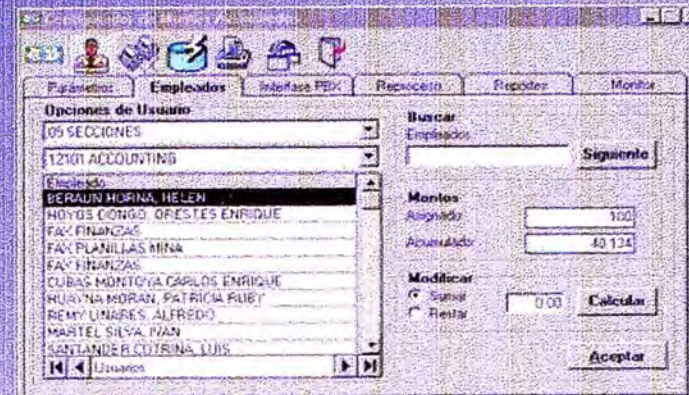 Parámetros Empleados Interfase PBX Reproceso Reportes Monitor
Opciones de Usuario
09 SECCIONES
12101 ACCOUNTING
Empleado
BERAUN HORNA, HELEN
HOYOS CONGO, ORESTES ENRIQUE
FAX FINANZAS
FAX PLANILLAS MINA
FAX FINANZAS
CUBAS MONTOYA CARLOS ENRIQUE
HUAYNA MORAN, PATRICIA RUBY
REMY LINARES, ALFREDO
MARTEL SILVA, IVAN
SANTANDER COTRINA, LUIS
Usuarios
Buscar
Empleados
Siguiente
Montos
Asignado 100
Acumulado 40.134
Modificar
Sumar
Restar
0.00 Calcular
Aceptar